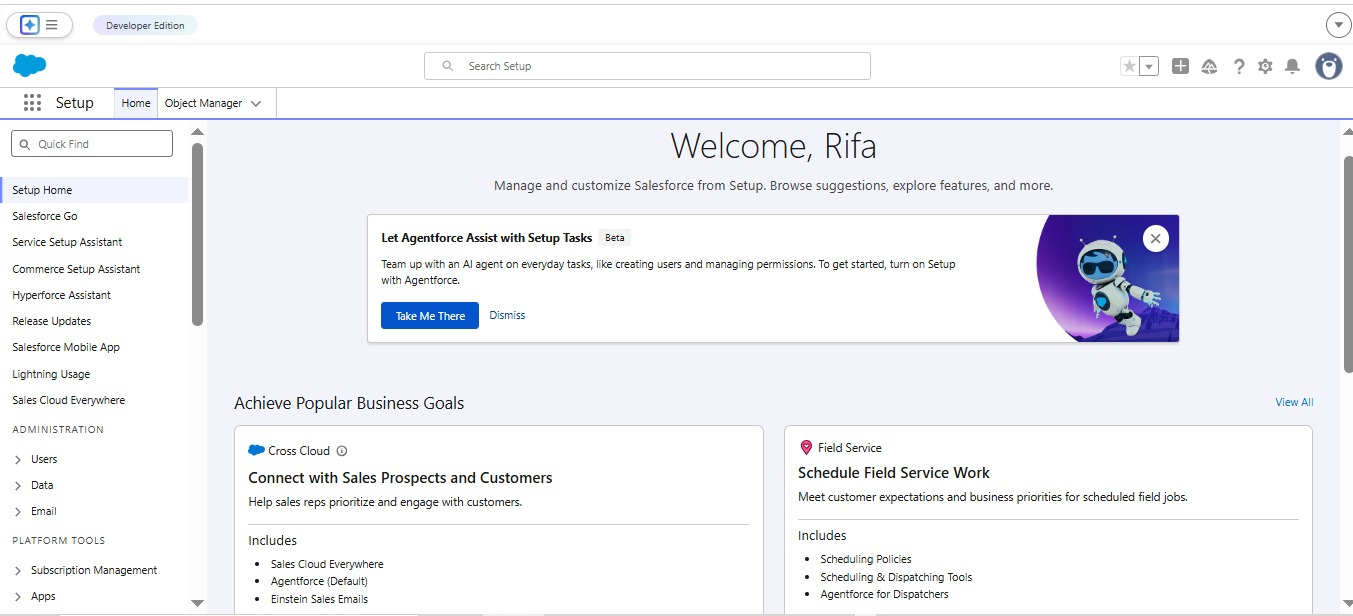 Developer Edition
Search Setup
Setup
Home
Object Manager
Quick Find
Setup Home
Salesforce Go
Service Setup Assistant
Commerce Setup Assistant
Hyperforce Assistant
Release Updates
Salesforce Mobile App
Lightning Usage
Sales Cloud Everywhere
ADMINISTRATION
Users
Data
Email
PLATFORM TOOLS
Subscription Management
Apps
Welcome, Rifa
Manage and customize Salesforce from Setup. Browse suggestions, explore features, and more.
Let Agentforce Assist with Setup Tasks Beta
Team up with an AI agent on everyday tasks, like creating users and managing permissions. To get started, turn on Setup
with Agentforce.
Take Me There Dismiss
Achieve Popular Business Goals
View All
Cross Cloud
Connect with Sales Prospects and Customers
Help sales reps prioritize and engage with customers.
Includes
• Sales Cloud Everywhere
• Agentforce (Default)
• Einstein Sales Emails
Field Service
Schedule Field Service Work
Meet customer expectations and business priorities for scheduled field jobs.
Includes
• Scheduling Policies
• Scheduling & Dispatching Tools
• Agentforce for Dispatchers